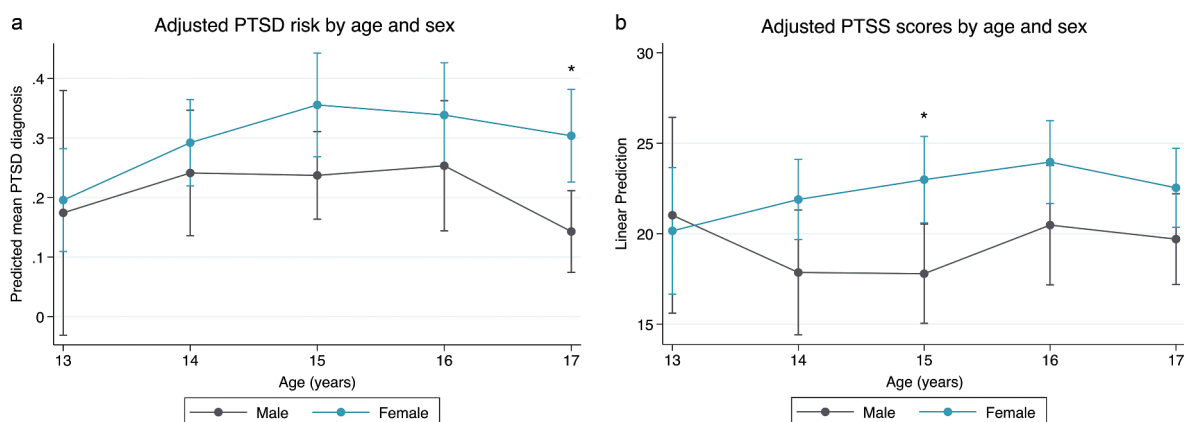 a
Adjusted PTSD risk by age and sex
Predicted mean PTSD diagnosis
.4
.3
.2
.1
0
*
13 14 15 16 17
Age (years)
Male Female
b
Adjusted PTSS scores by age and sex
Linear Prediction
30
25
20
15
*
13 14 15 16 17
Age (years)
Male Female